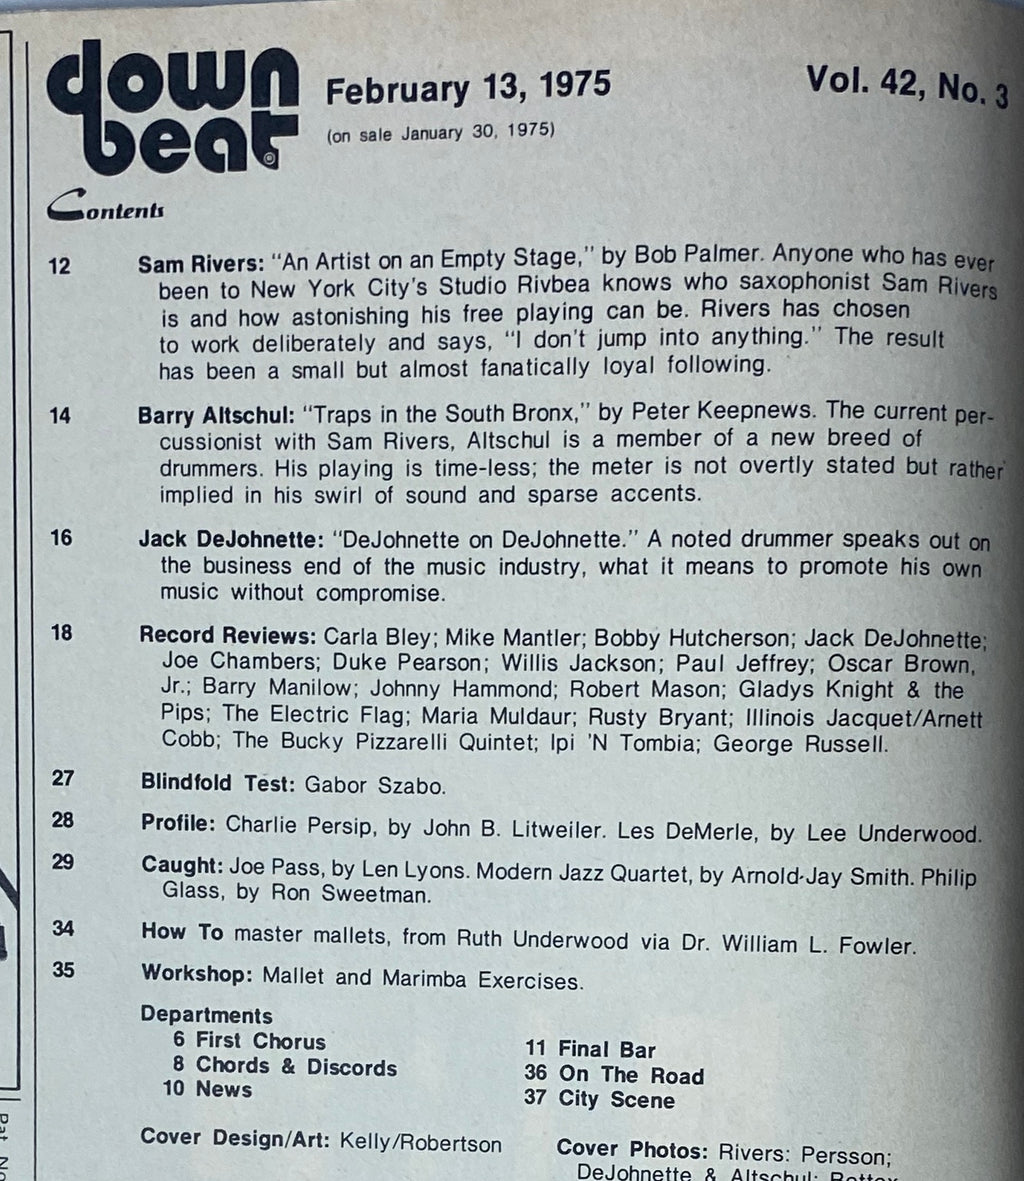 down
beat
February 13, 1975
Vol. 42, No. 3
(on sale January 30, 1975)
Contents
12 Sam Rivers: "An Artist on an Empty Stage," by Bob Palmer. Anyone who has ever
been to New York City's Studio Rivbea knows who saxophonist Sam Rivers
is and how astonishing his free playing can be. Rivers has chosen
to work deliberately and says, "I don't jump into anything." The result
has been a small but almost fanatically loyal following.
14 Barry Altschul: "Traps in the South Bronx," by Peter Keepnews. The current per-
cussionist with Sam Rivers, Altschul is a member of a new breed of
drummers. His playing is time-less; the meter is not overtly stated but rather
implied in his swirl of sound and sparse accents.
16 Jack DeJohnette: "DeJohnette on DeJohnette." A noted drummer speaks out on
the business end of the music industry, what it means to promote his own
music without compromise.
18 Record Reviews: Carla Bley; Mike Mantler; Bobby Hutcherson; Jack DeJohnette;
Joe Chambers; Duke Pearson; Willis Jackson; Paul Jeffrey; Oscar Brown,
Jr.; Barry Manilow; Johnny Hammond; Robert Mason; Gladys Knight & the
Pips; The Electric Flag; Maria Muldaur; Rusty Bryant; Illinois Jacquet/Arnett
Cobb; The Bucky Pizzarelli Quintet; Ipi 'N Tombia; George Russell.
27 Blindfold Test: Gabor Szabo.
28 Profile: Charlie Persip, by John B. Litweiler. Les DeMerle, by Lee Underwood.
29 Caught: Joe Pass, by Len Lyons. Modern Jazz Quartet, by Arnold-Jay Smith. Philip
Glass, by Ron Sweetman.
34 How To master mallets, from Ruth Underwood via Dr. William L. Fowler.
35 Workshop: Mallet and Marimba Exercises.
Departments
6 First Chorus
8 Chords & Discords
10 News
11 Final Bar
36 On The Road
37 City Scene
Cover Design/Art: Kelly/Robertson
Cover Photos: Rivers: Persson;
DeJohnette & Altschul:
Pat. No